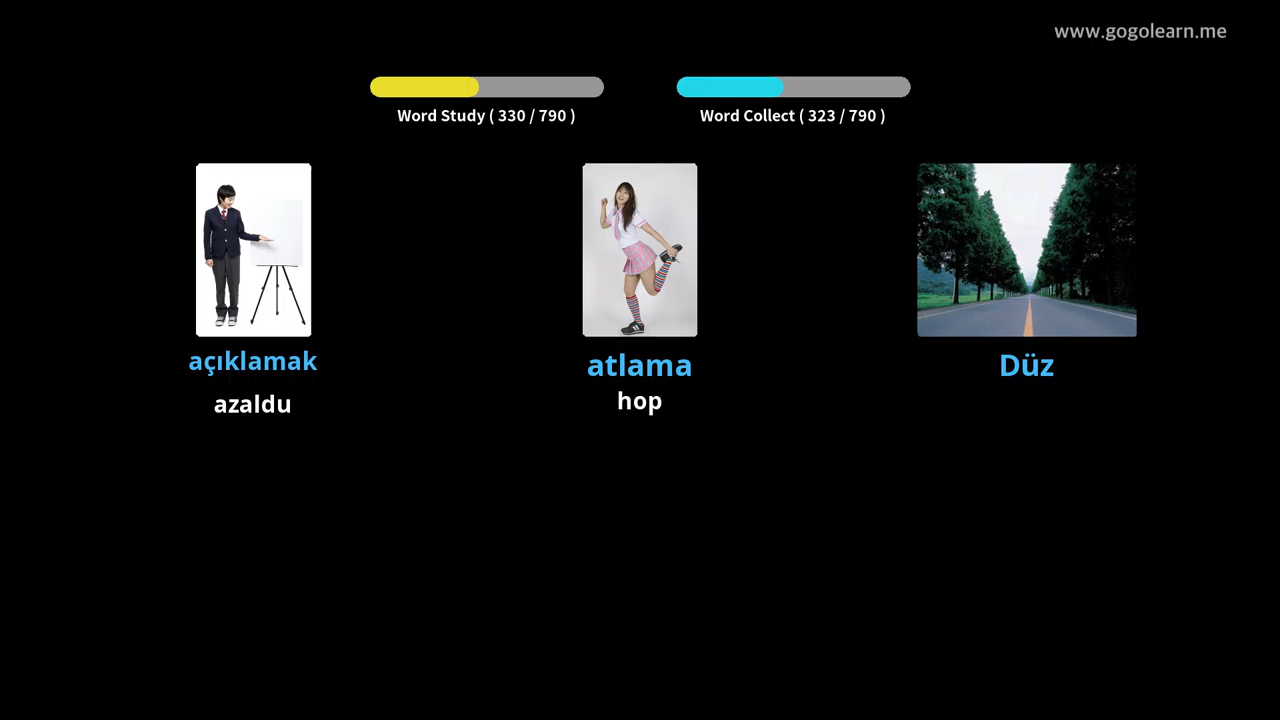 www.gogolearn.me
Word Study ( 330 / 790 )
Word Collect ( 323 / 790 )
açıklamak
azaldu
atlama
hop
Düz